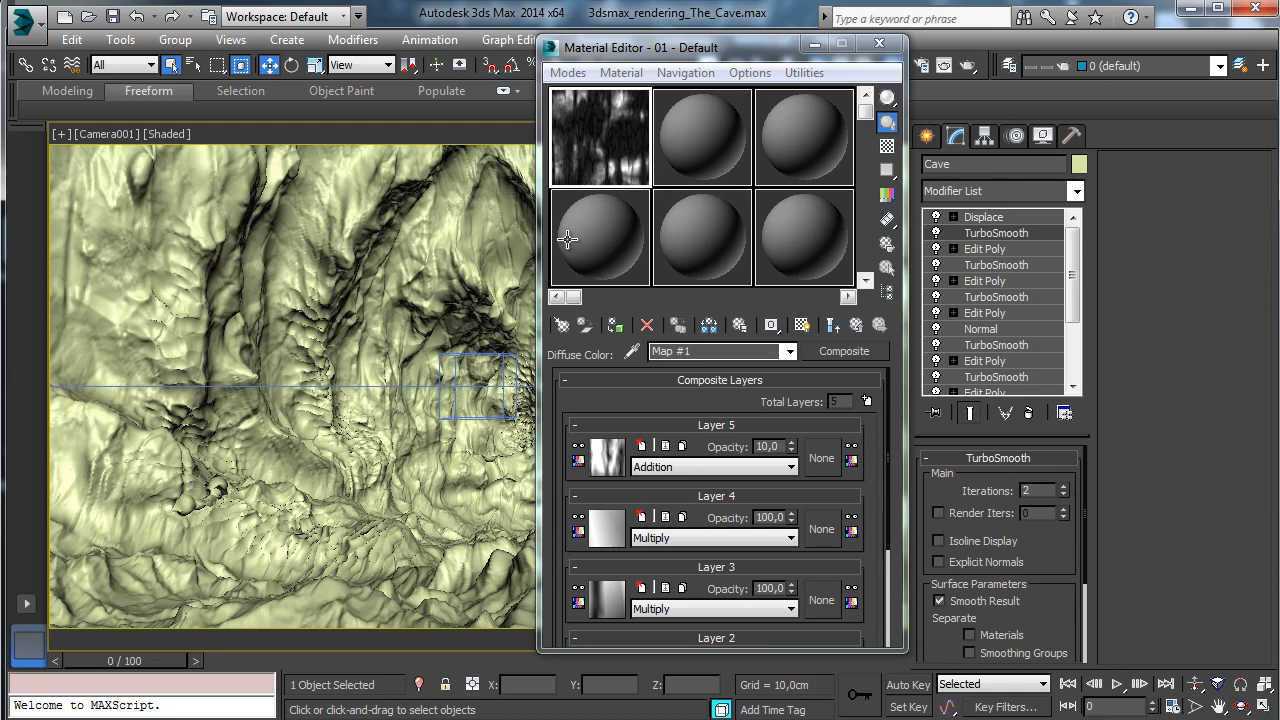 Workspace: Default
Autodesk 3ds Max 2014 x64 3dsmax_rendering_The_Cave.max
Type a keyword or phrase
Edit Tools Group Views Create Modifiers Animation Graph Edit
All View 0 (default)
Modeling Freeform Selection Object Paint Populate
[+] [Camera001] [Shaded]
Material Editor - 01 - Default
Modes Material Navigation Options Utilities
Diffuse Color: Map #1 Composite
Composite Layers
Total Layers: 5
Layer 5
Opacity: 10,0
Addition None
Layer 4
Opacity: 100,0
Multiply None
Layer 3
Opacity: 100,0
Multiply None
Layer 2
Cave
Modifier List
Displace
TurboSmooth
Edit Poly
TurboSmooth
Edit Poly
TurboSmooth
Edit Poly
Normal
TurboSmooth
Edit Poly
TurboSmooth
Edit Poly
TurboSmooth
Main
Iterations: 2
Render Iters: 0
Isoline Display
Explicit Normals
Surface Parameters
Smooth Result
Separate
Materials
Smoothing Groups
0 / 100
1 Object Selected X: Y: Z: Grid = 10,0cm Auto Key Selected
Welcome to MAXScript. Click or click-and-drag to select objects Add Time Tag Set Key Key Filters... 0